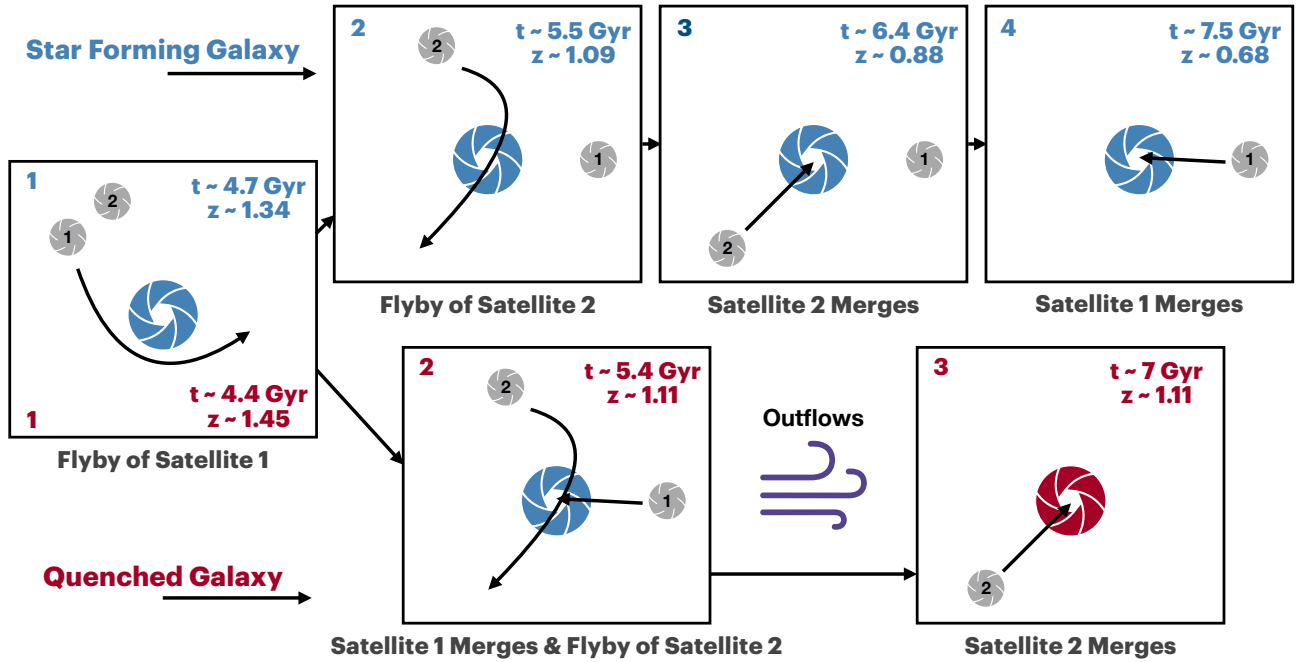 Star Forming Galaxy
1
2
1
t ~ 4.7 Gyr
z ~ 1.34
1
t ~ 4.4 Gyr
z ~ 1.45
Flyby of Satellite 1
2
2
t ~ 5.5 Gyr
z ~ 1.09
1
Flyby of Satellite 2
3
t ~ 6.4 Gyr
z ~ 0.88
1
2
Satellite 2 Merges
4
t ~ 7.5 Gyr
z ~ 0.68
1
Satellite 1 Merges
Quenched Galaxy
2
2
t ~ 5.4 Gyr
z ~ 1.11
1
Satellite 1 Merges & Flyby of Satellite 2
Outflows
3
t ~ 7 Gyr
z ~ 1.11
2
Satellite 2 Merges